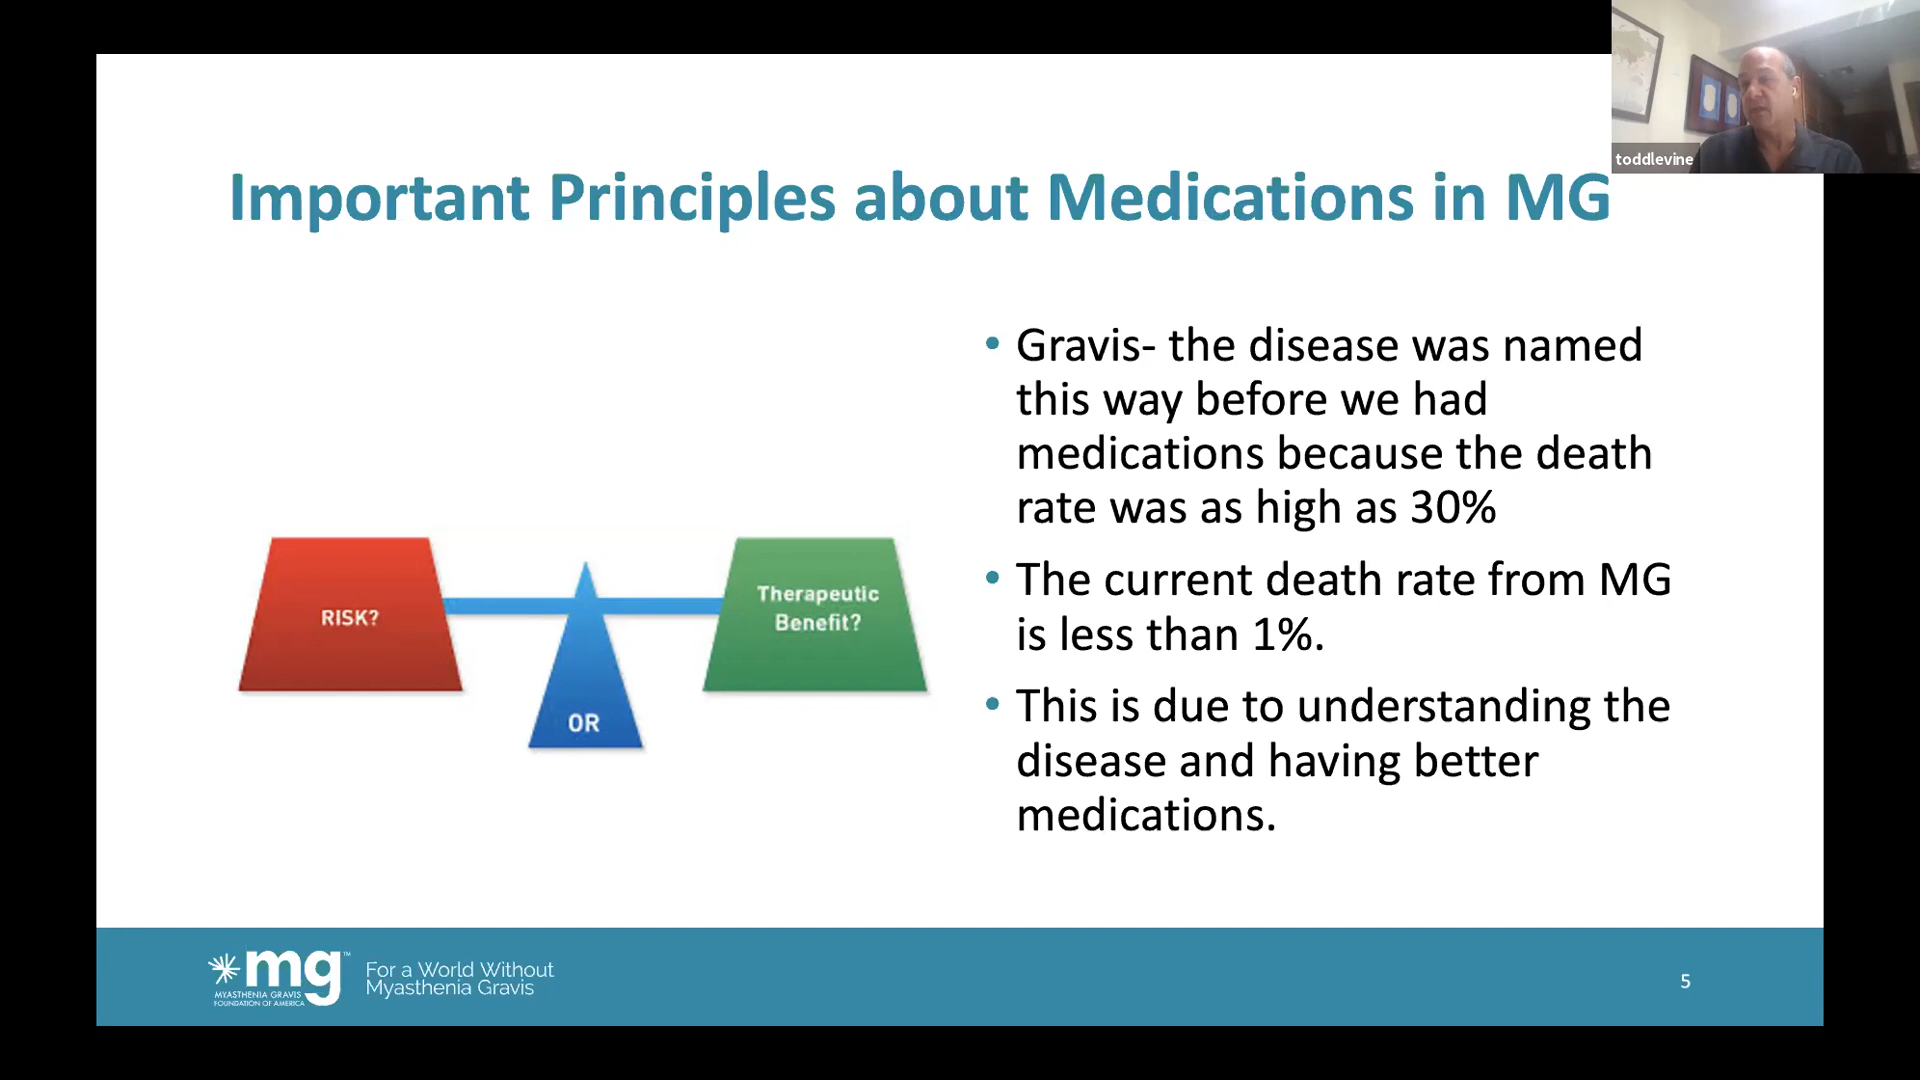 toddlevine
Important Principles about Medications in MG
• Gravis- the disease was named
this way before we had
medications because the death
rate was as high as 30%
• The current death rate from MG
is less than 1%.
• This is due to understanding the
disease and having better
medications.
RISK?
Therapeutic
Benefit?
OR
mg™
MYASTHENIA GRAVIS
FOUNDATION OF AMERICA
For a World Without
Myasthenia Gravis
5